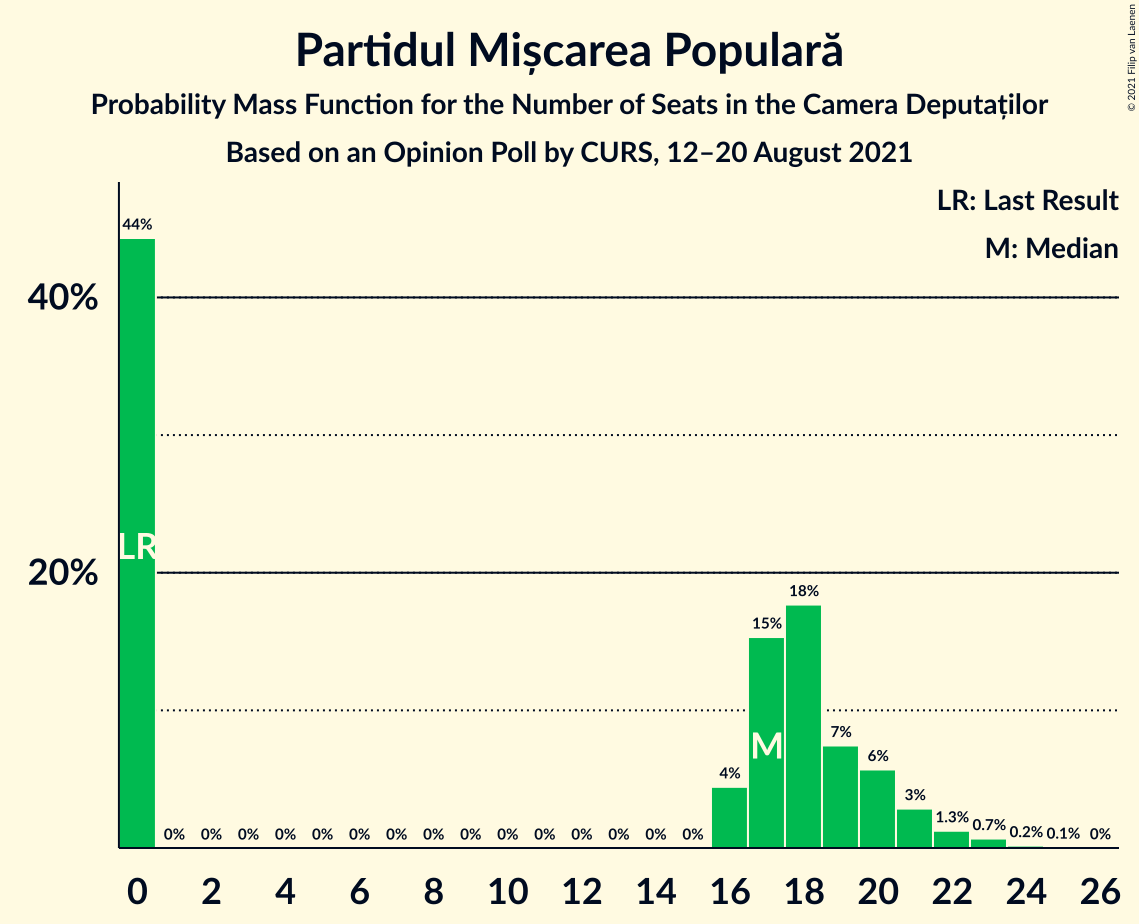 Partidul Mișcarea Populară
Probability Mass Function for the Number of Seats in the Camera Deputaților
Based on an Opinion Poll by CURS, 12–20 August 2021
© 2021 Filip van Laenen
LR: Last Result
M: Median
44%
40%
LR
20%
18%
15%
M
7%
6%
4%
3%
1.3%
0.7%
0.2%
0.1%
0%
0% 0% 0% 0% 0% 0% 0% 0% 0% 0% 0% 0% 0% 0% 0%
0 2 4 6 8 10 12 14 16 18 20 22 24 26